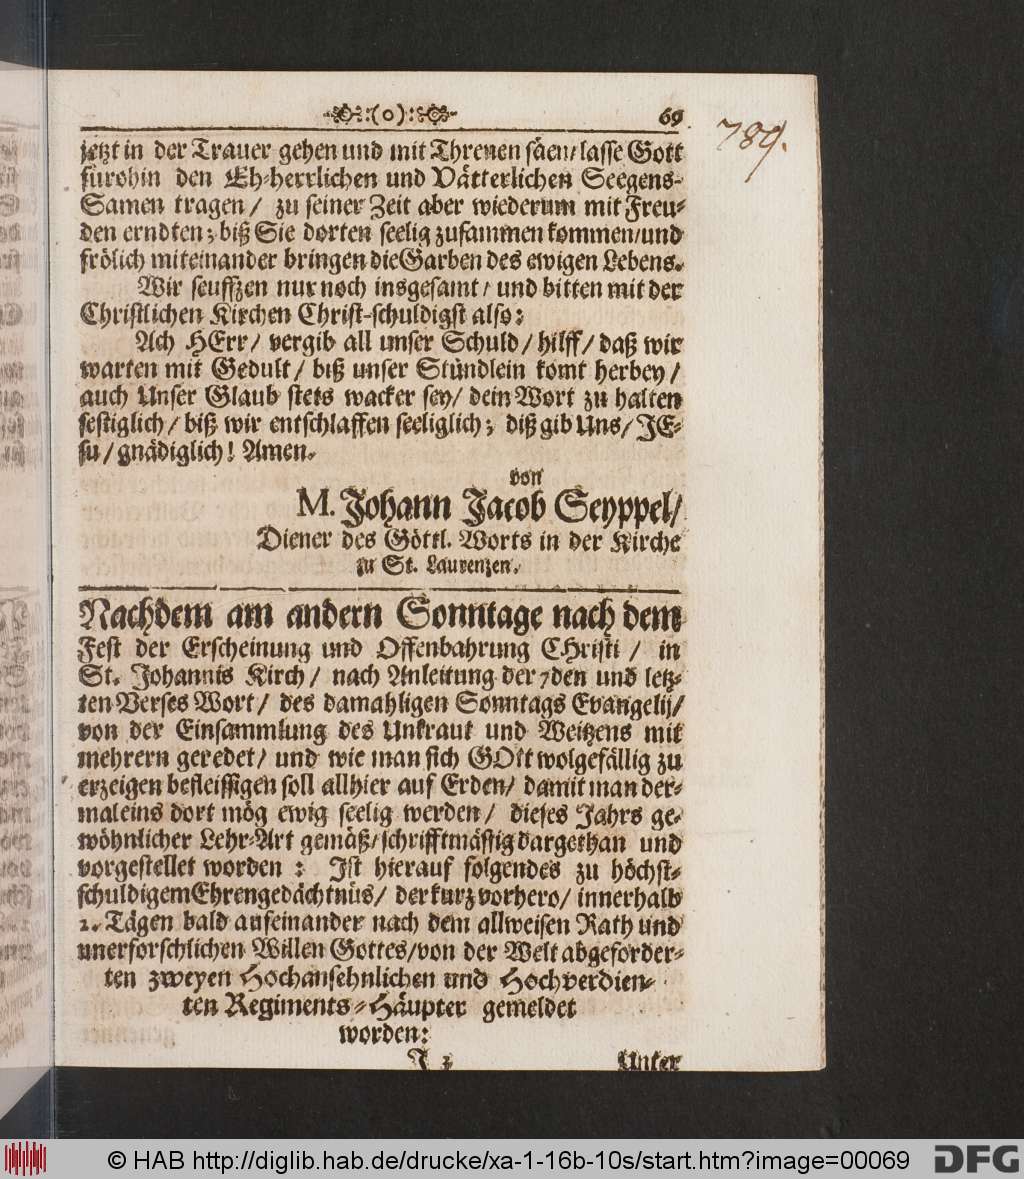 :(o): 69
789.
jetzt in der Trauer gehen und mit Threnen säen/ lasse Gott
fürohin den Eh-herrlichen und Vätterlichen Seegens-
Samen tragen/ zu seiner Zeit aber wiederum mit Freu-
den erndten; biß Sie dorten seelig zusammen kommen/und
frölich miteinander bringen die Garben des ewigen Lebens.
Wir seuffzen nur noch insgesamt/ und bitten mit der
Christlichen Kirchen Christ-schuldigst also:
Ach HErr/ vergib all unser Schuld/ hilff/ daß wir
warten mit Gedult/ biß unser Stündlein komt herbey/
auch Unser Glaub stets wacker sey/ dein Wort zu halten
festiglich/ biß wir entschlaffen seeliglich; diß gib Uns/ JE-
su/ gnädiglich! Amen.
von
M. Johann Jacob Seyppel/
Diener des Göttl. Worts in der Kirche
zu St. Laurenzen.
Nachdem am andern Sonntage nach dem
Fest der Erscheinung und Offenbahrung CHristi/ in
St. Johannis Kirch/ nach Anleitung der 7den und letz-
ten Verses Wort/ des damahligen Sonntags Evangelij/
von der Einsammlung des Unkraut und Weitzens mit
mehrern geredet/ und wie man sich GOtt wolgefällig zu
erzeigen befleissigen soll allhier auf Erden/ damit man der-
maleins dort mög ewig seelig werden/ dieses Jahrs ge-
wöhnlicher Lehr-Art gemäß/ schrifftmässig dargethan und
vorgestellet worden: Ist hierauf folgendes zu höchst-
schuldigem Ehrengedächtnüs/ der kurz vorhero/ innerhalb
2. Tägen bald aufeinander nach dem allweisen Rath und
unerforschlichen Willen Gottes/ von der Welt abgeforder-
ten zweyen Hochansehnlichen und Hochverdien-
ten Regiments-Häupter gemeldet
worden:
I 3 Unter
© HAB http://diglib.hab.de/drucke/xa-1-16b-10s/start.htm?image=00069 DFG